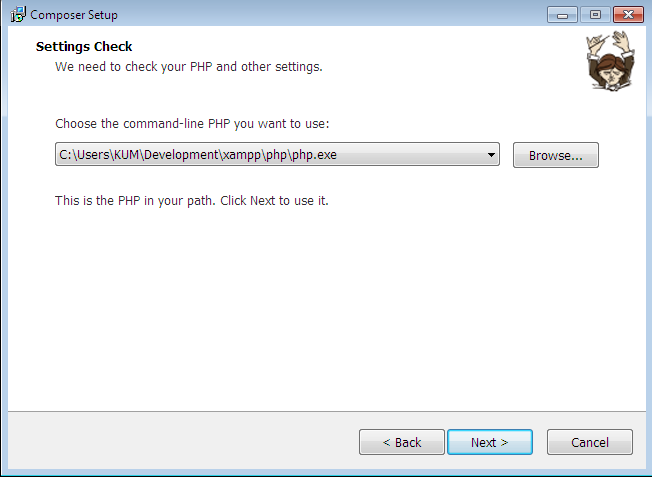 Composer Setup
Settings Check
We need to check your PHP and other settings.
Choose the command-line PHP you want to use:
C:\Users\KUM\Development\xampp\php\php.exe
Browse...
This is the PHP in your path. Click Next to use it.
< Back
Next >
Cancel